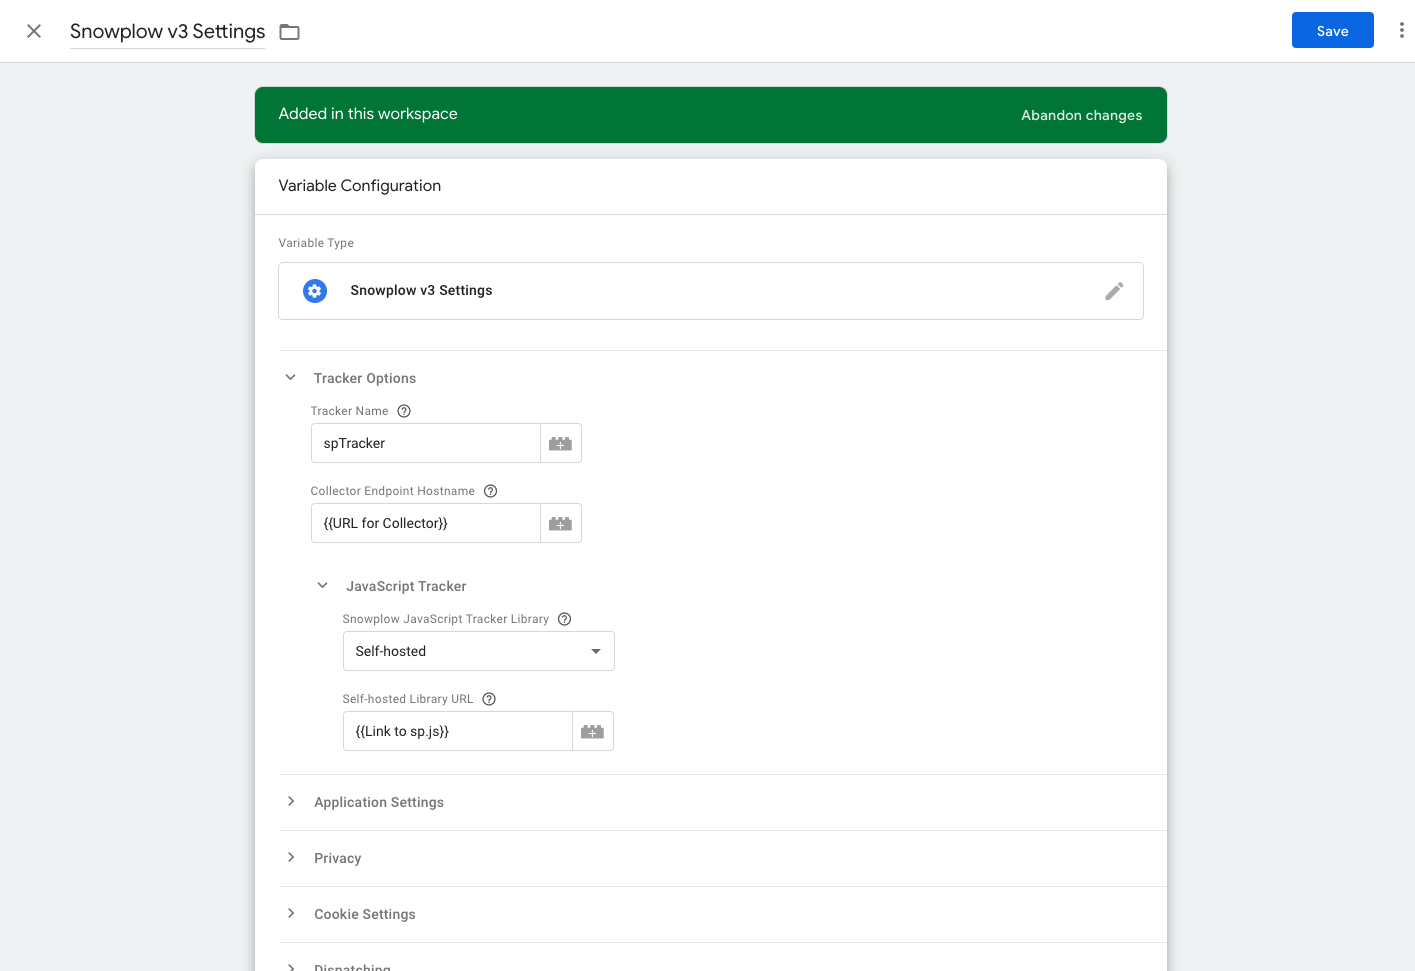 Snowplow v3 Settings
Save
Added in this workspace
Abandon changes
Variable Configuration
Variable Type
Snowplow v3 Settings
Tracker Options
Tracker Name
spTracker
Collector Endpoint Hostname
{{URL for Collector}}
JavaScript Tracker
Snowplow JavaScript Tracker Library
Self-hosted
Self-hosted Library URL
{{Link to sp.js}}
Application Settings
Privacy
Cookie Settings
Dispatching